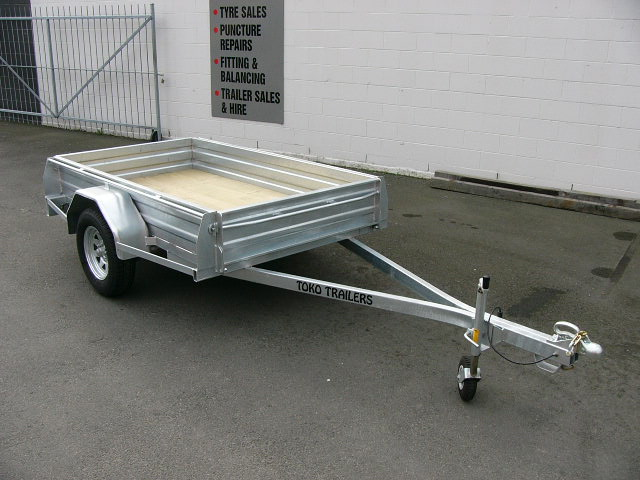 • TYRE SALES
• PUNCTURE
REPAIRS
• FITTING &
BALANCING
• TRAILER SALES
& HIRE
TOKO TRAILERS